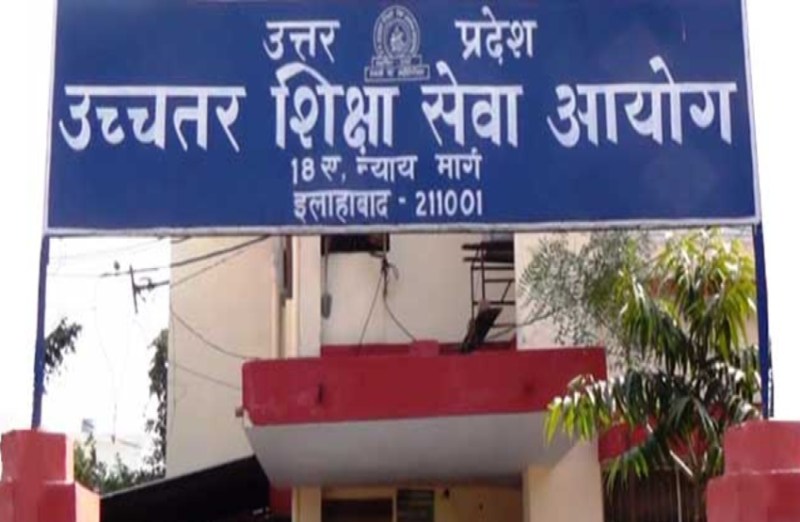 उत्तर प्रदेश
उच्चतर शिक्षा सेवा आयोग
18 ए, न्याय मार्ग
इलाहाबाद - 211001